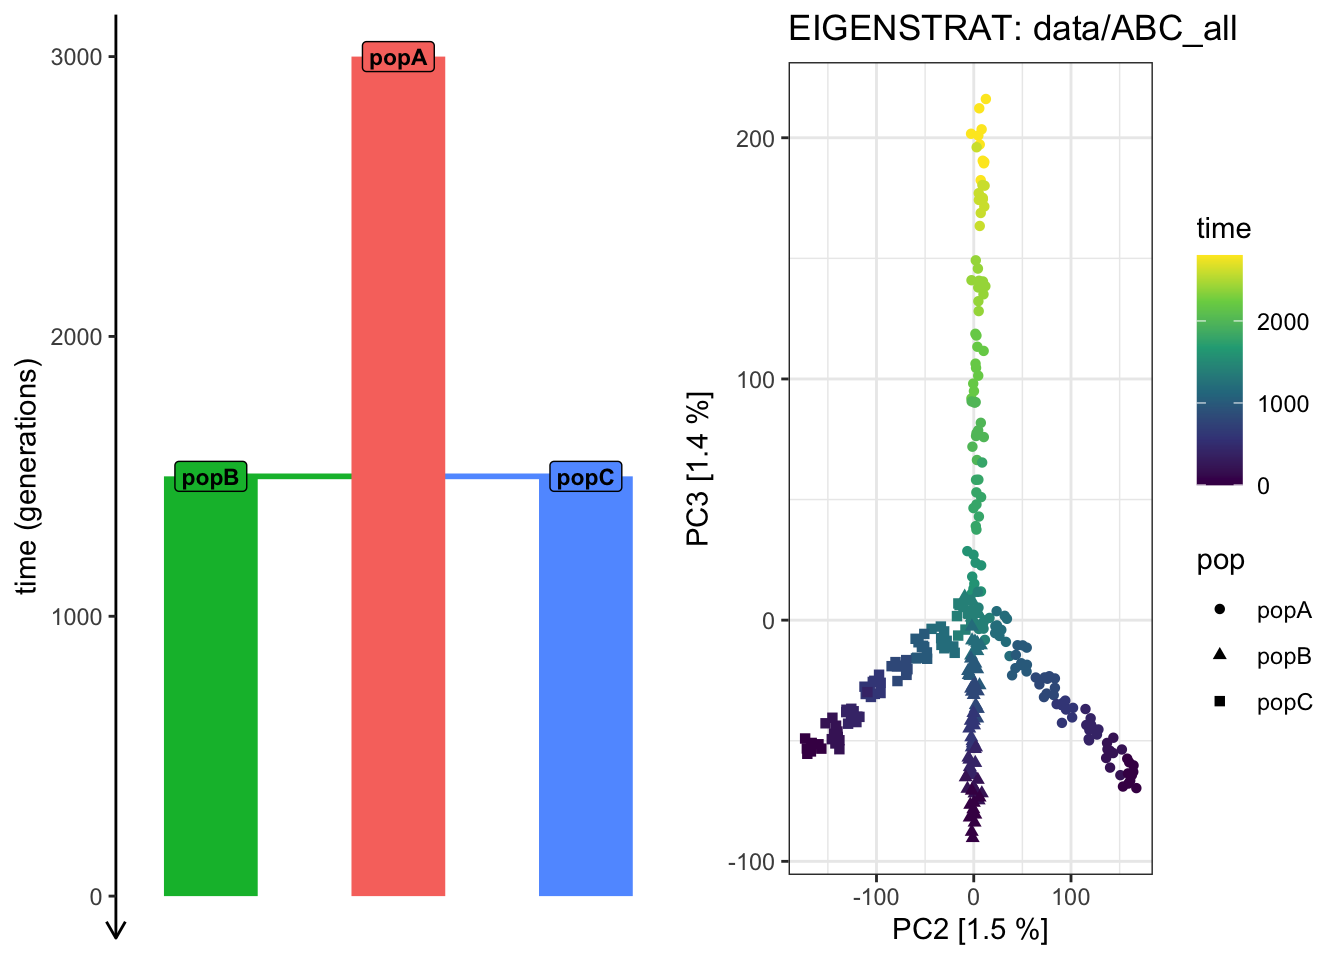 time (generations)
3000
2000
1000
0
popA
popB
popC
EIGENSTRAT: data/ABC_all
PC3 [1.4 %]
200
100
0
-100
-100
0
100
PC2 [1.5 %]
time
2000
1000
0
pop
popA
popB
popC